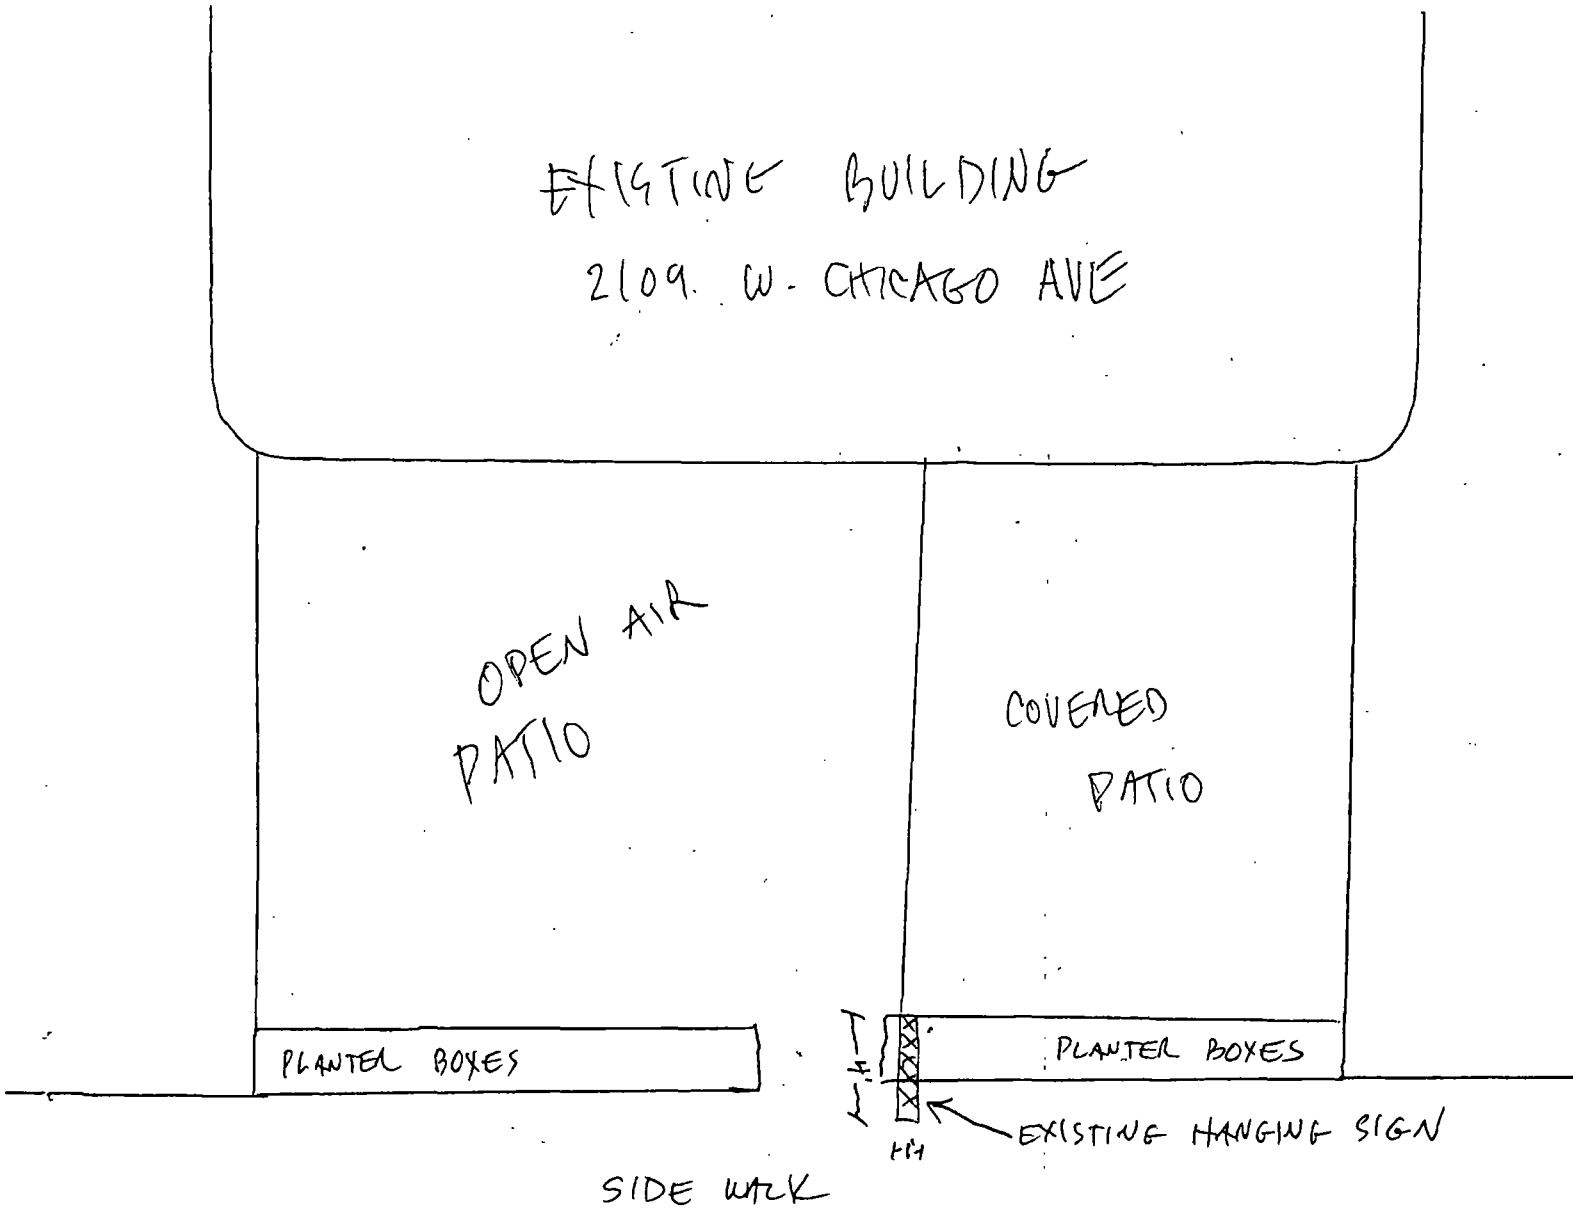 EXISTING BUILDING
2109. W. CHICAGO AVE
OPEN AIR
PATIO
COVERED
PATIO
PLANTER BOXES
PLANTER BOXES
EXISTING HANGING SIGN
SIDE WALK